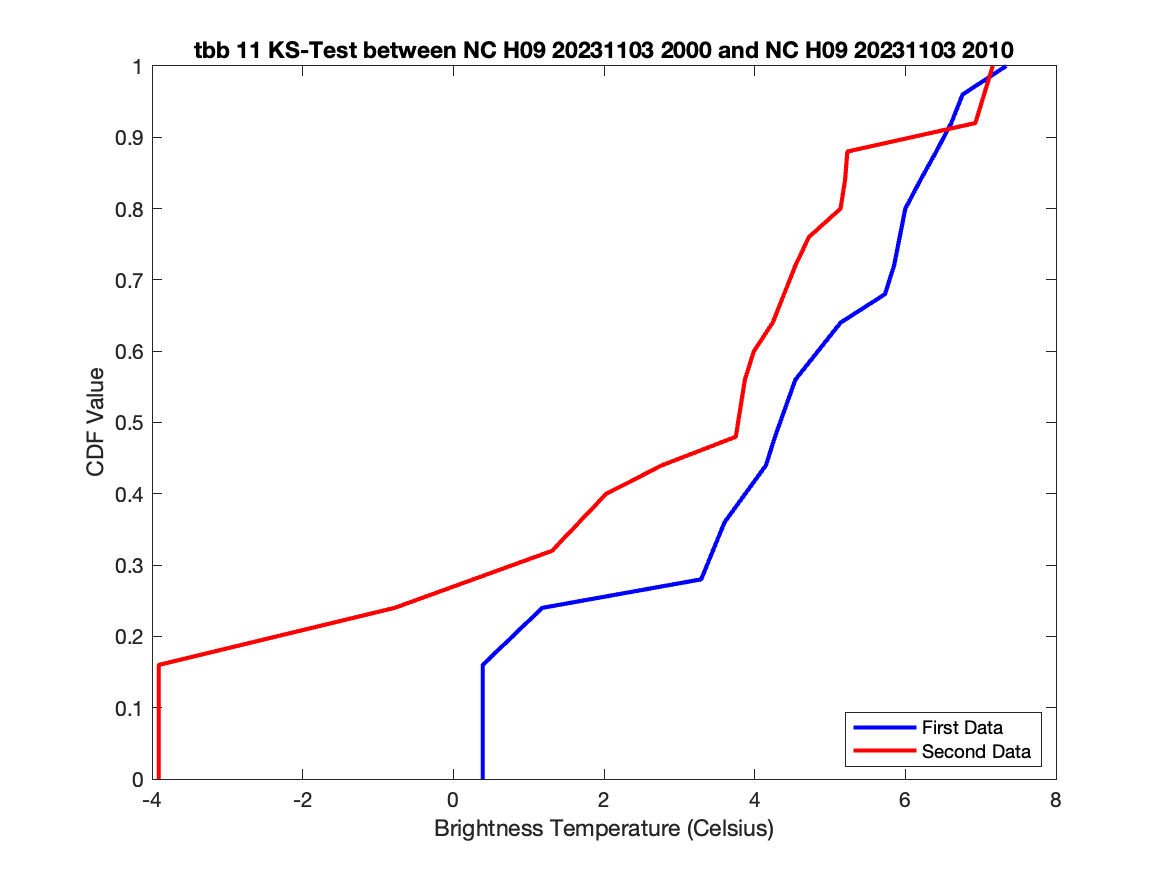 tbb 11 KS-Test between NC H09 20231103 2000 and NC H09 20231103 2010
1
0.9
0.8
0.7
0.6
0.5
0.4
0.3
0.2
0.1
0
CDF Value
First Data
Second Data
-4 -2 0 2 4 6 8
Brightness Temperature (Celsius)